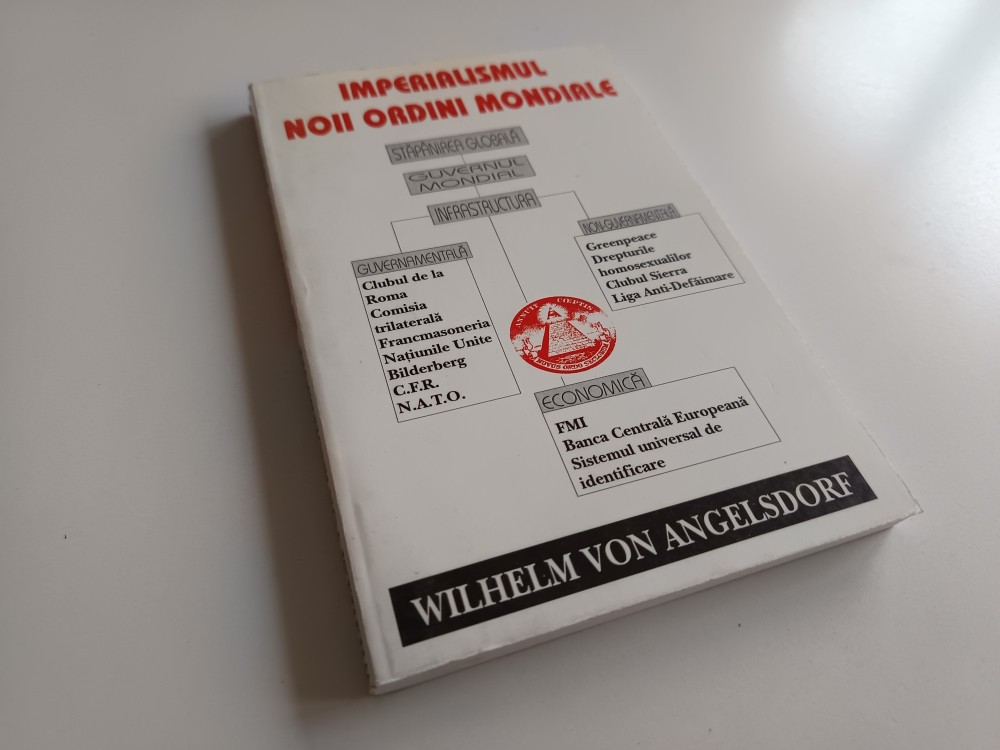 IMPERIALISMUL
NOII ORDINI MONDIALE
STĂPÂNIREA GLOBALĂ
GUVERNUL
MONDIAL
INFRASTRUCTURA
GUVERNAMENTALĂ
Clubul de la
Roma
Comisia
trilaterală
Francmasoneria
Națiunile Unite
Bilderberg
C.F.R.
N.A.T.O.
NON-GUVERNAMENTALĂ
Greenpeace
Drepturile
homosexualilor
Clubul Sierra
Liga Anti-Defăimare
ANNUIT CŒPTIS
ECONOMICĂ
FMI
Banca Centrală Europeană
Sistemul universal de
identificare
WILHELM VON ANGELSDORF